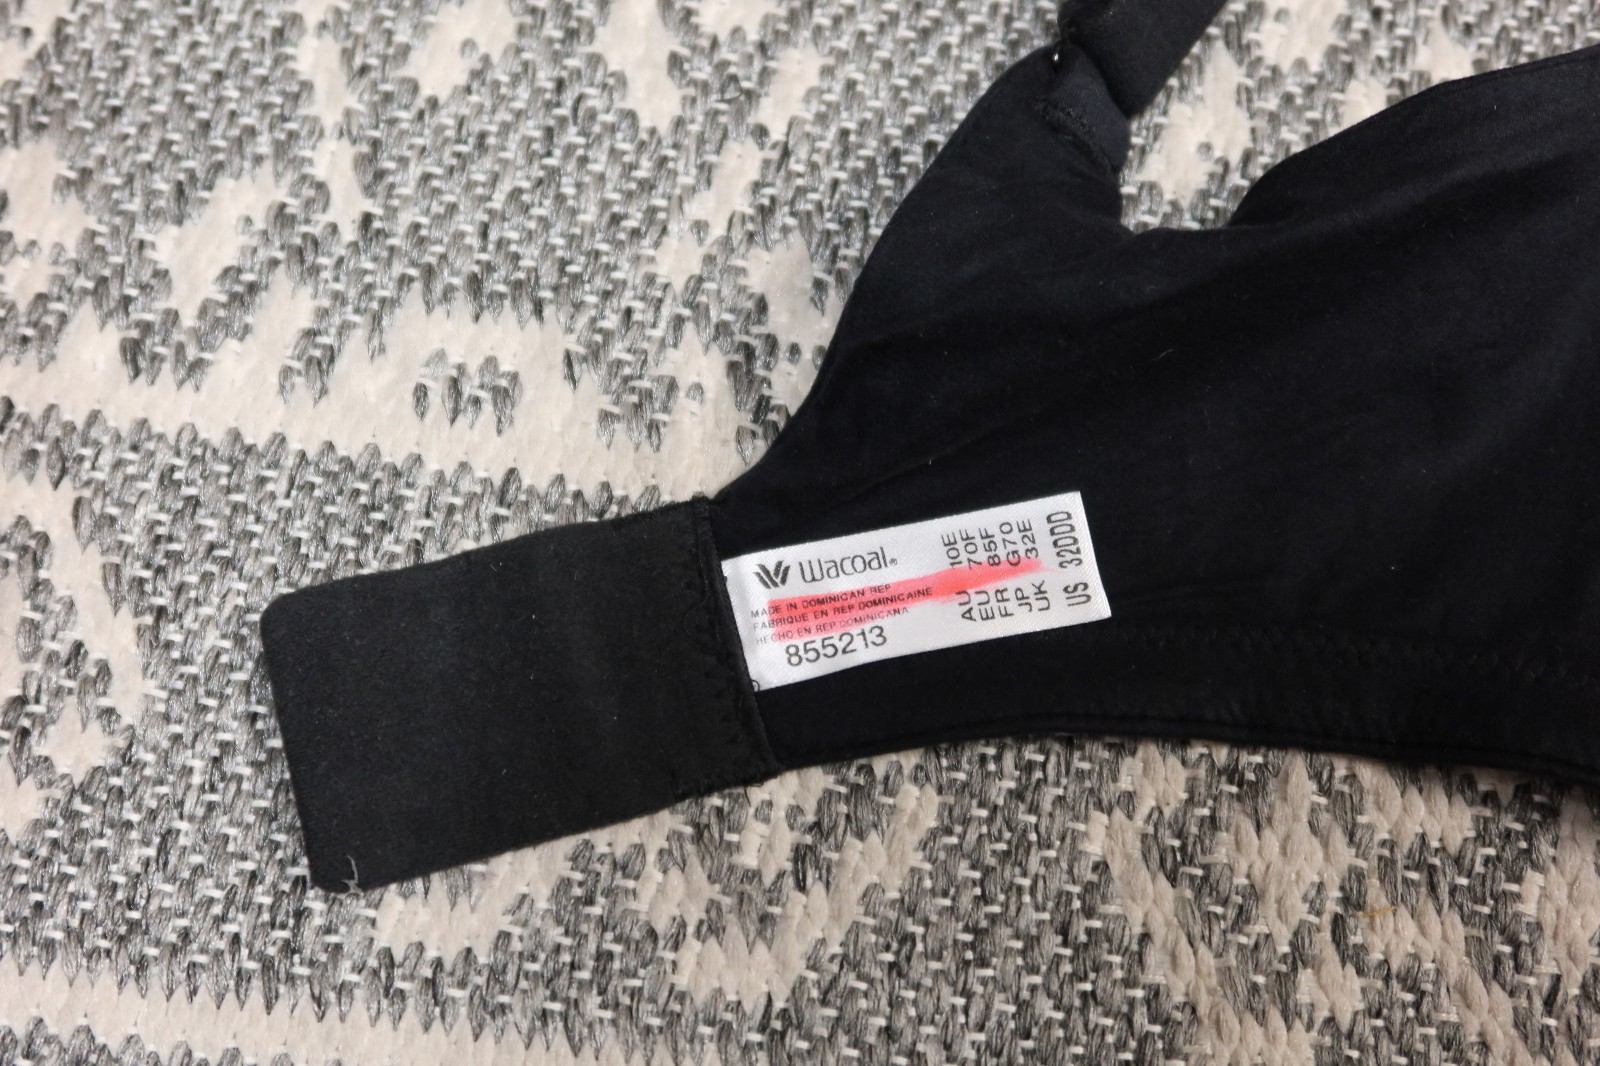 Wacoal®
MADE IN DOMINICAN REP
FABRIQUE EN REP DOMINICAINE
HECHO EN REP DOMINICANA
855213
AU 10E
EU 70F
FR 85F
JP G70
UK 32E
US 32DDD